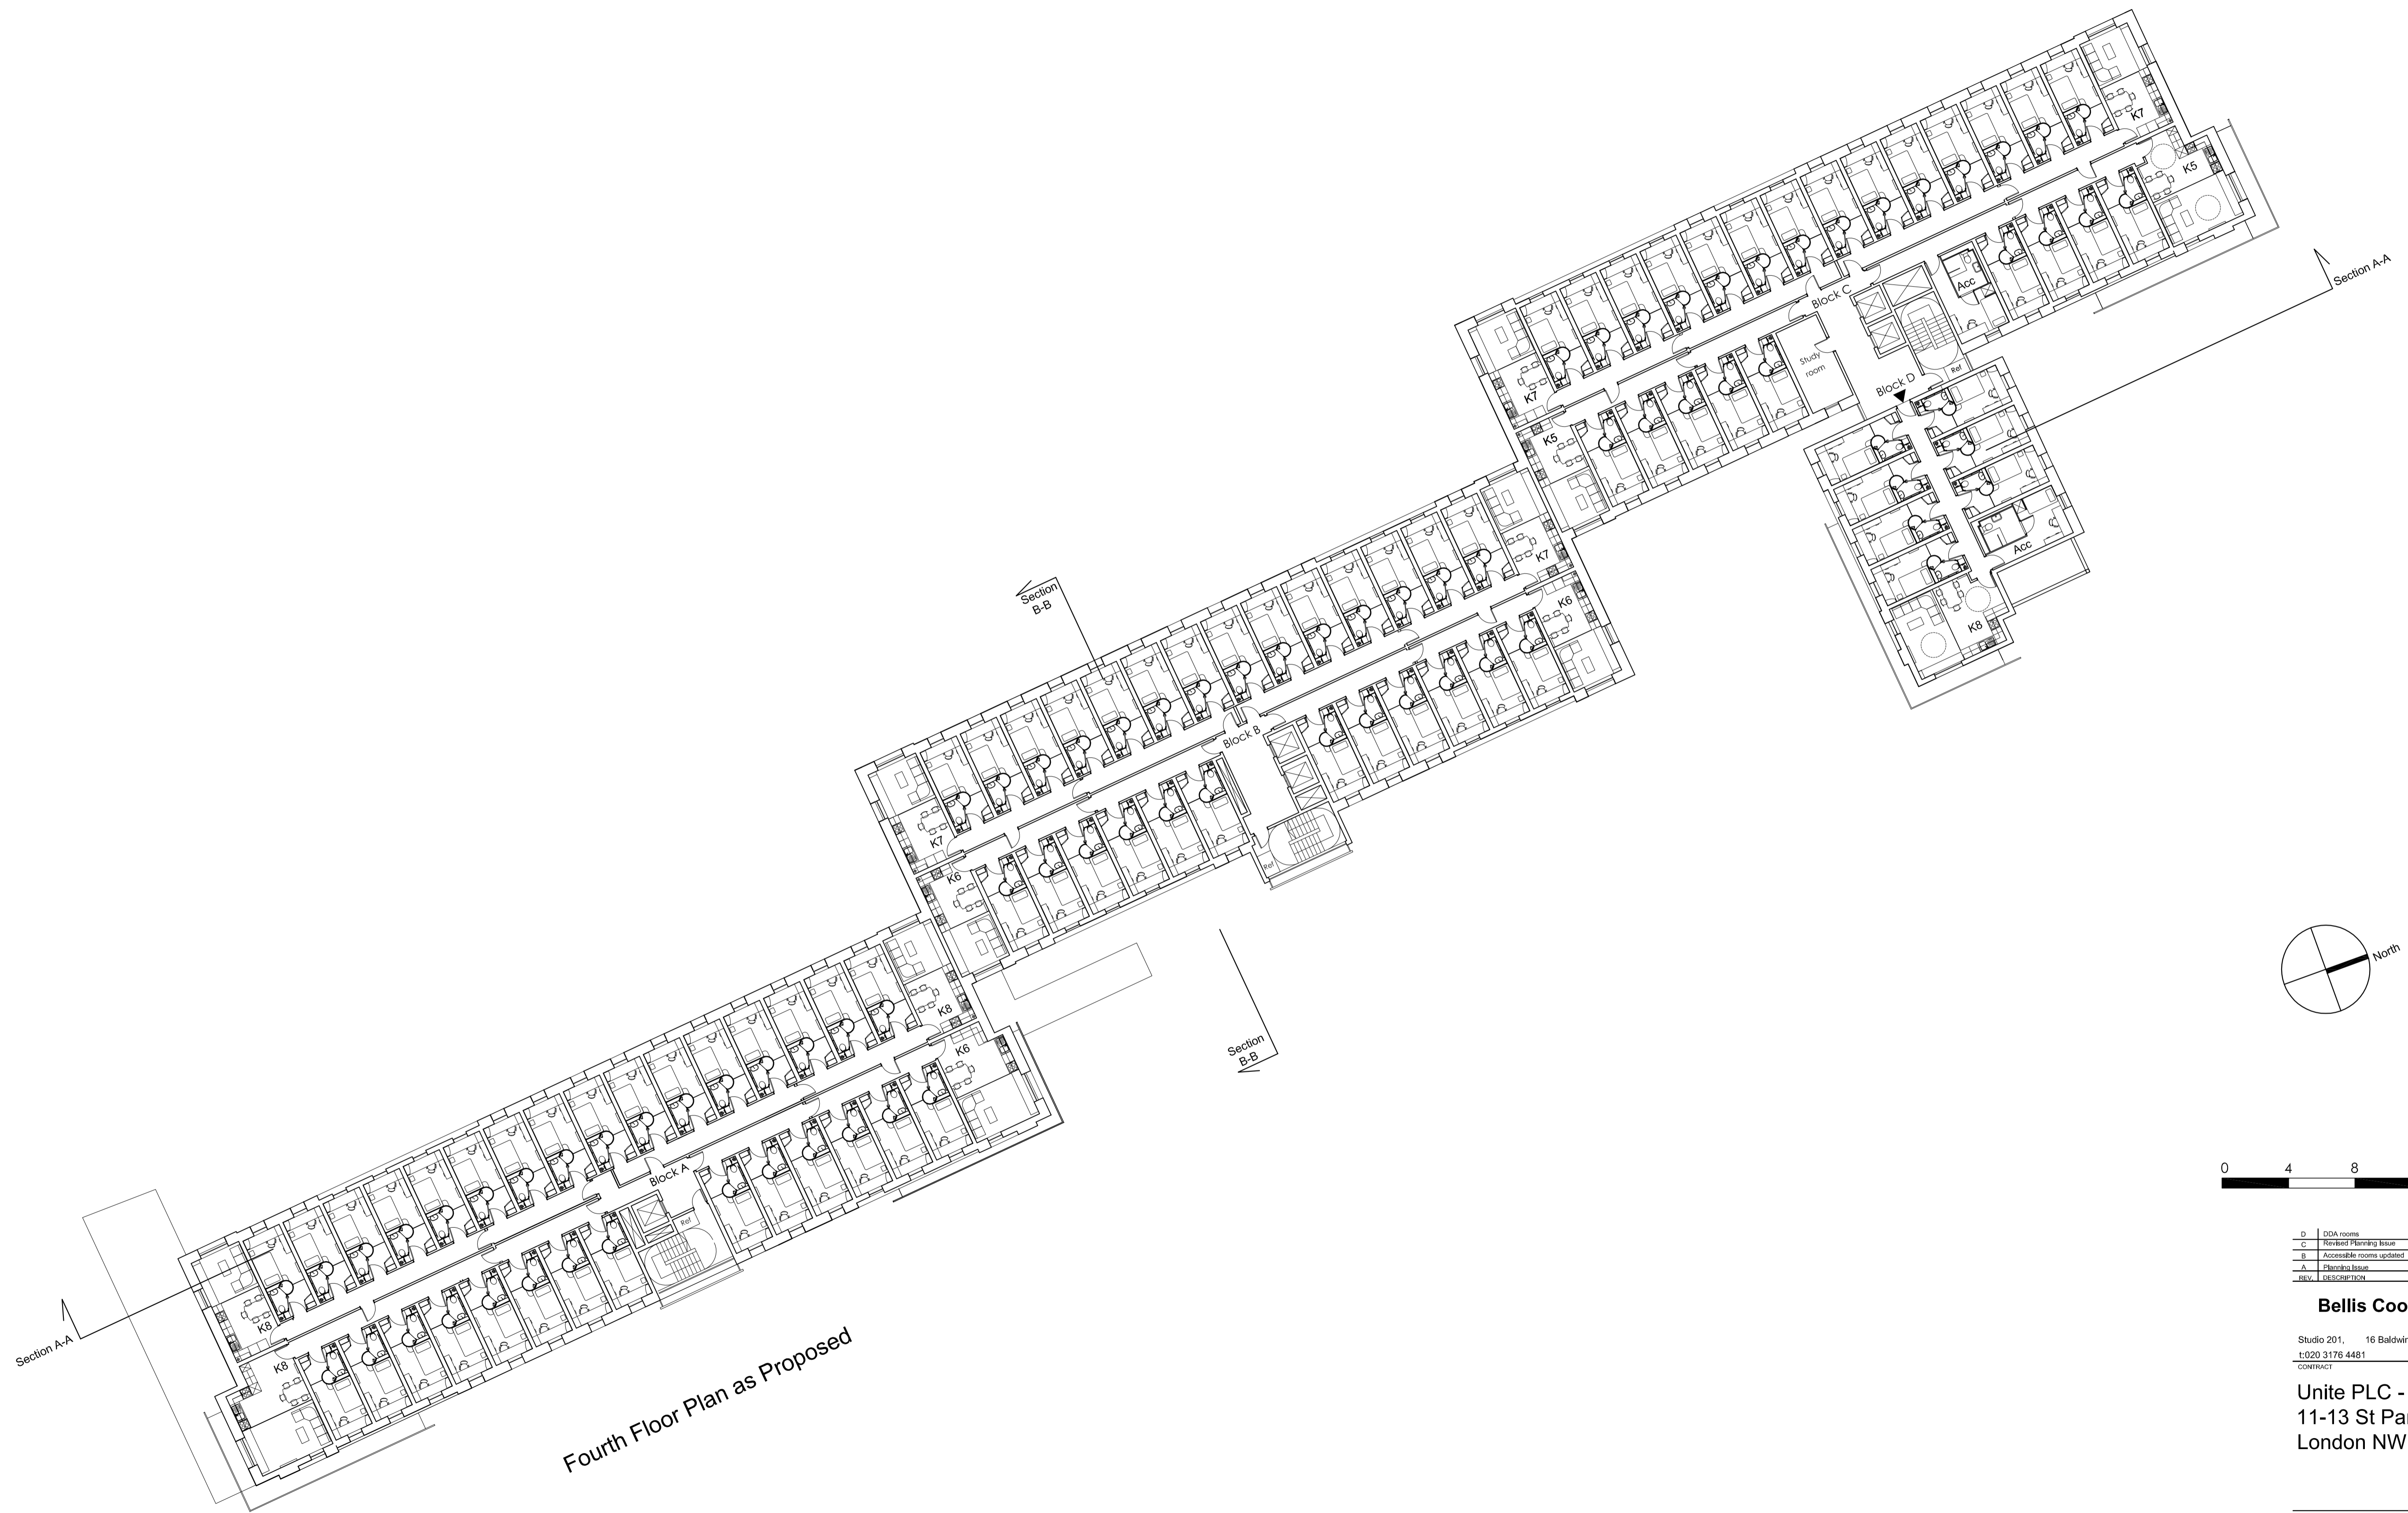 K7
K5
Section A-A
Acc
Block C
Study
room
Ref
Block D
K7
K5
Acc
K8
K7
K6
Section
B-B
Block B
K7
K6
Ref
North
K8
K6
Section
B-B
Block A
Ref
K8
K8
Section A-A
Fourth Floor Plan as Proposed
0 4 8
D DDA rooms
C Revised Planning Issue
B Accessible rooms updated
A Planning Issue
REV. DESCRIPTION
Bellis Coo
Studio 201, 16 Baldwin
t:020 3176 4481
CONTRACT
Unite PLC -
11-13 St Pa
London NW